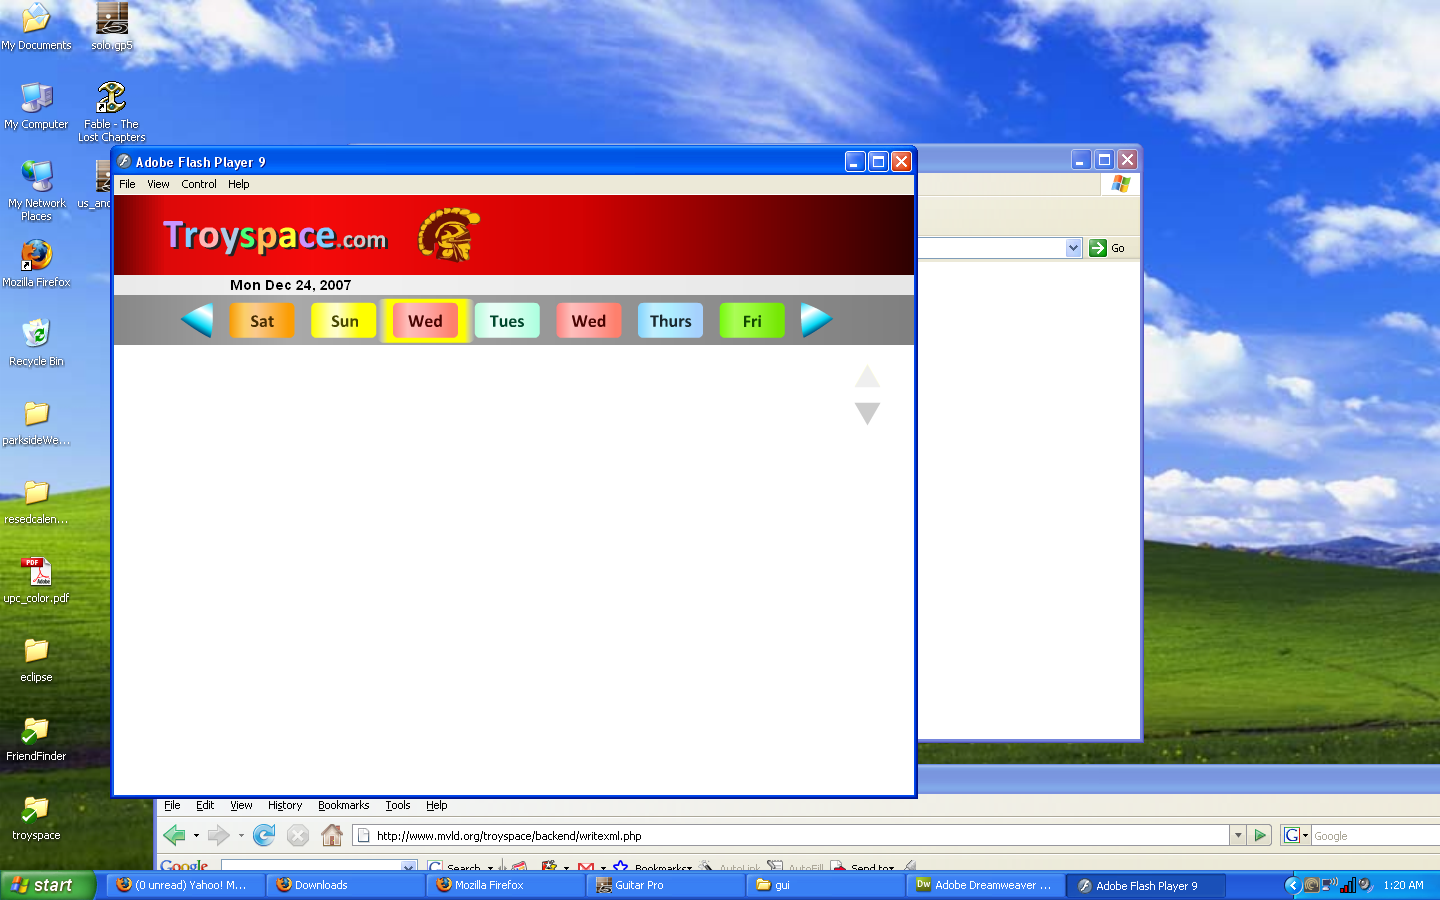 My Documents
solo.gp5
My Computer
Fable - The
Lost Chapters
My Network
Places
Mozilla Firefox
Recycle Bin
parksideWe...
resedcalen...
upc_color.pdf
eclipse
FriendFinder
troyspace
Adobe Flash Player 9
File View Control Help
Troyspace.com
Mon Dec 24, 2007
Sat Sun Wed Tues Wed Thurs Fri
Go
File Edit View History Bookmarks Tools Help
http://www.mvld.org/troyspace/backend/writexml.php
Google
Google Search Bookmarks AutoLink AutoFill Send to
start
(0 unread) Yahoo! M...
Downloads
Mozilla Firefox
Guitar Pro
gui
Adobe Dreamweaver ...
Adobe Flash Player 9
1:20 AM